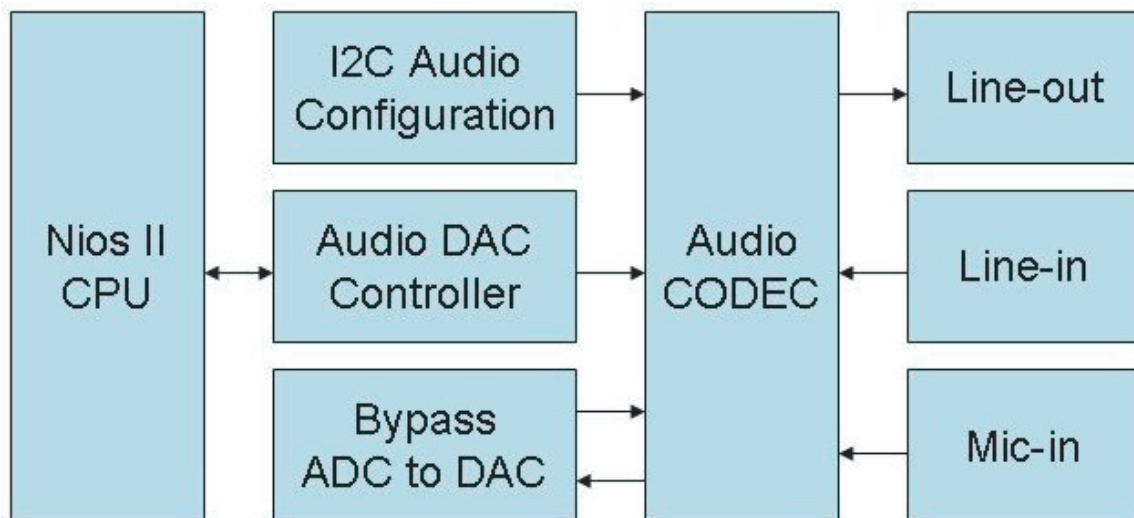 Nios II
CPU
I2C Audio
Configuration
Audio DAC
Controller
Bypass
ADC to DAC
Audio
CODEC
Line-out
Line-in
Mic-in